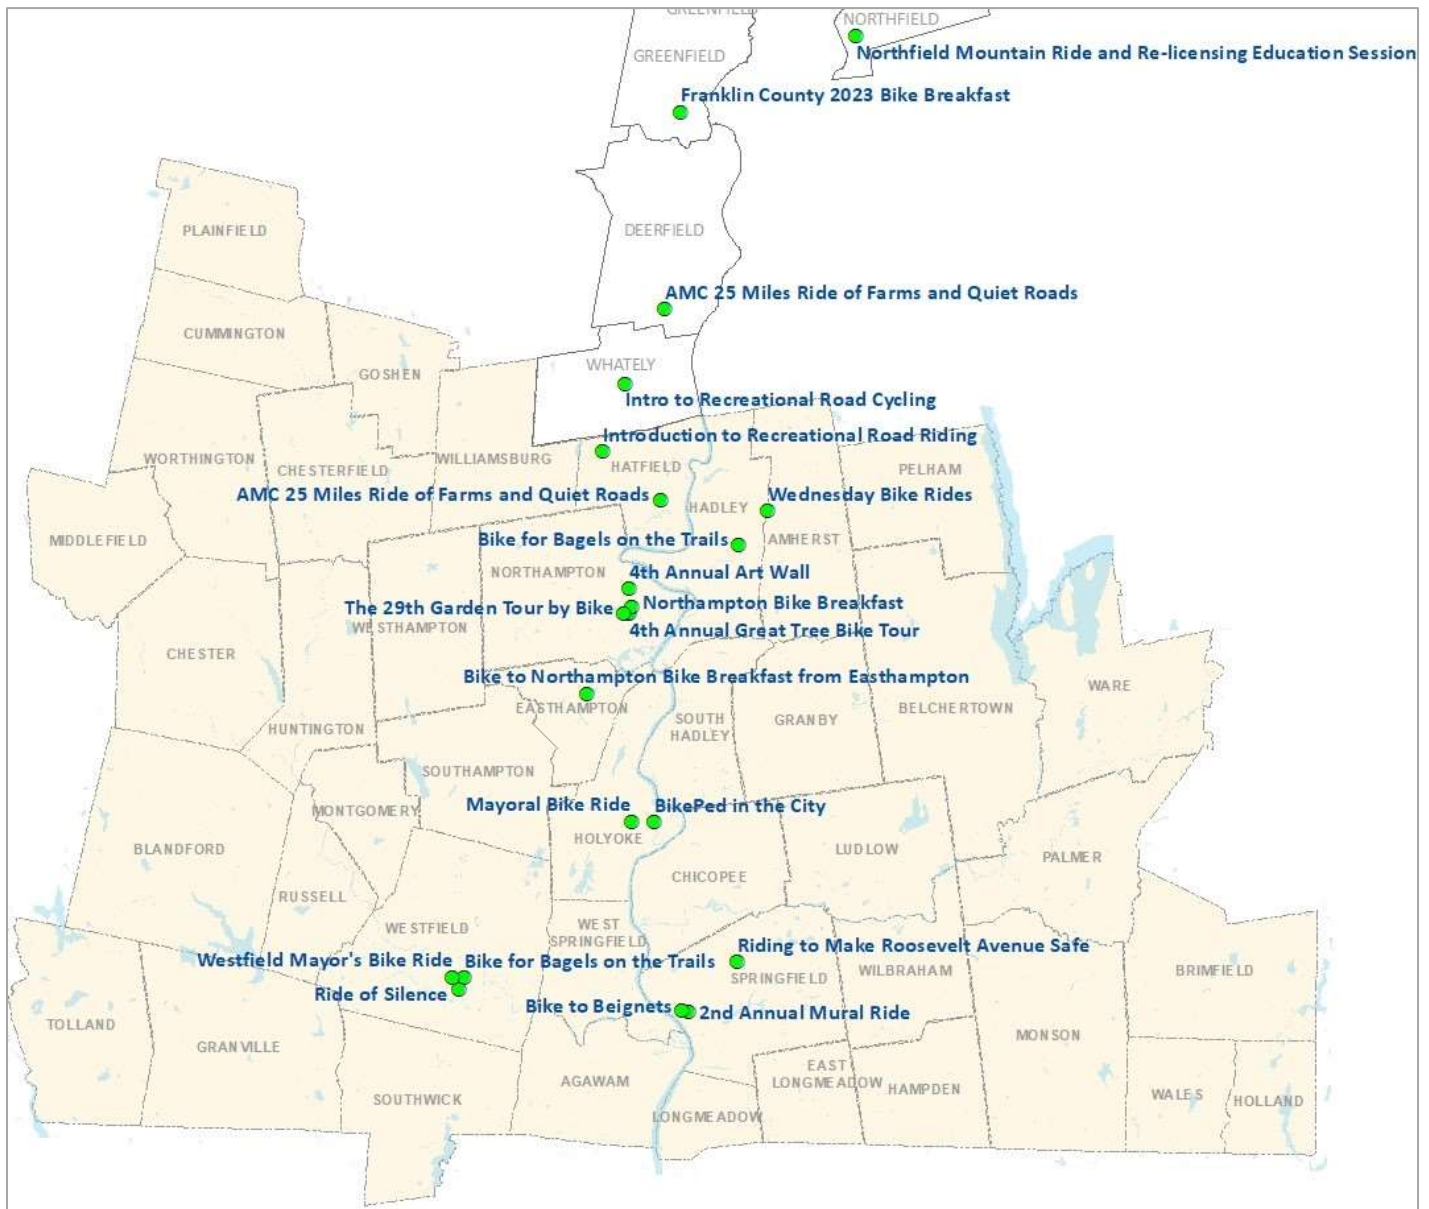 GREENFIELD
NORTHFIELD
GREENFIELD
Northfield Mountain Ride and Re-licensing Education Session
Franklin County 2023 Bike Breakfast
PLAINFIELD
DEERFIELD
AMC 25 Miles Ride of Farms and Quiet Roads
CUMMINGTON
GOSHEN
WHATELY
Intro to Recreational Road Cycling
Introduction to Recreational Road Riding
WORTHINGTON
CHESTERFIELD
WILLIAMSBURG
HATFIELD
PELHAM
AMC 25 Miles Ride of Farms and Quiet Roads
Wednesday Bike Rides
HADLEY
MIDDLEFIELD
Bike for Bagels on the Trails
AMHERST
NORTHAMPTON
4th Annual Art Wall
The 29th Garden Tour by Bike
Northampton Bike Breakfast
WESTHAMPTON
4th Annual Great Tree Bike Tour
CHESTER
Bike to Northampton Bike Breakfast from Easthampton
WARE
EASTHAMPTON
BELCHERTOWN
HUNTINGTON
SOUTH
HADLEY
GRANBY
SOUTHAMPTON
MONTGOMERY
Mayoral Bike Ride
BikePed in the City
HOLYOKE
BLANDFORD
LUDLOW
PALMER
CHICOPEE
RUSSELL
WESTFIELD
WEST
SPRINGFIELD
Riding to Make Roosevelt Avenue Safe
Westfield Mayor's Bike Ride
Bike for Bagels on the Trails
SPRINGFIELD
WILBRAHAM
BRIMFIELD
Ride of Silence
Bike to Beignets
2nd Annual Mural Ride
TOLLAND
GRANVILLE
MONSON
AGAWAM
EAST
LONGMEADOW
HAMPDEN
SOUTHWICK
WALES
HOLLAND
LONGMEADOW